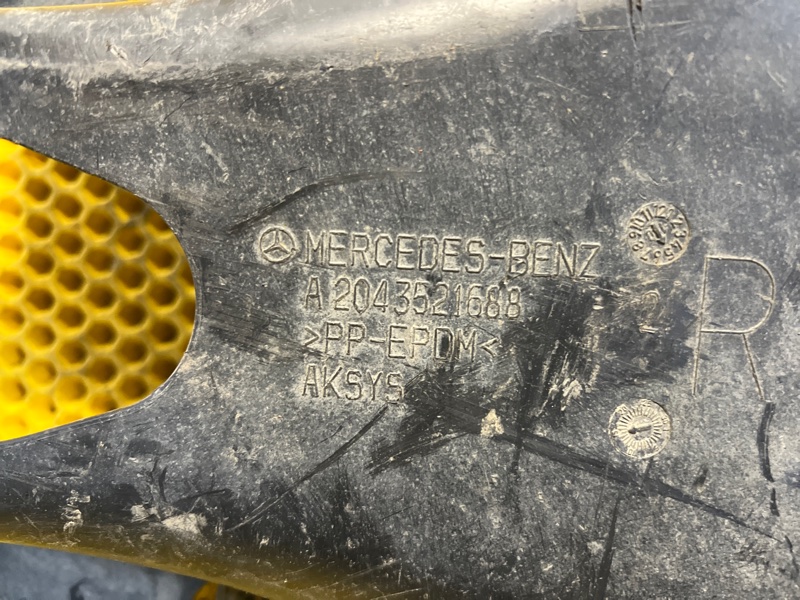 MERCEDES-BENZ
A 2043521688
>PP-EPDM<
AKSYS
R